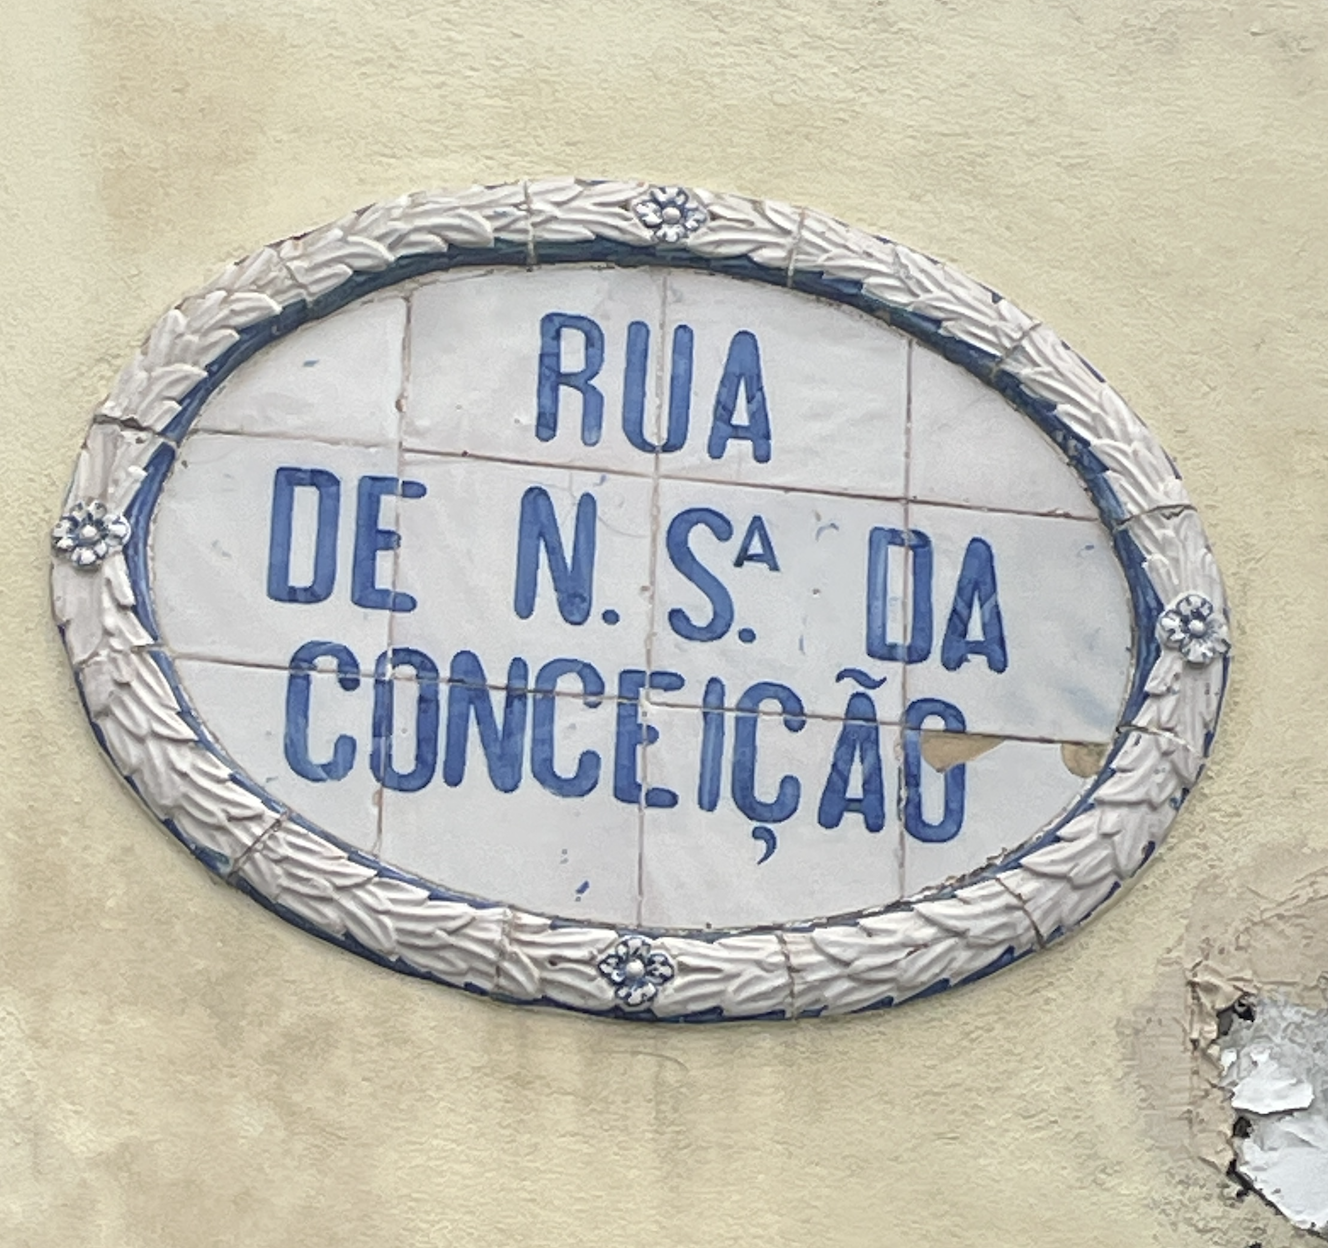 RUA
DE N. Sᴬ. DA
CONCEIÇÃO